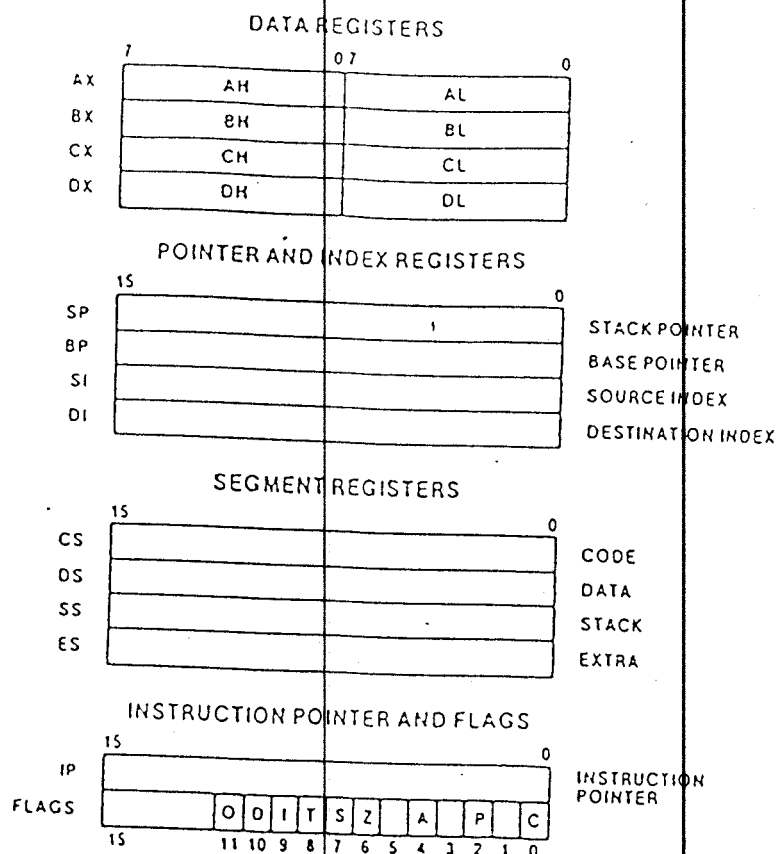 DATA REGISTERS
7 0 7 0
AX AH AL
BX BH BL
CX CH CL
DX DH DL
POINTER AND INDEX REGISTERS
15 0
SP STACK POINTER
BP BASE POINTER
SI SOURCE INDEX
DI DESTINATION INDEX
SEGMENT REGISTERS
15 0
CS CODE
DS DATA
SS STACK
ES EXTRA
INSTRUCTION POINTER AND FLAGS
15 0
IP INSTRUCTION
POINTER
FLAGS O D I T S Z A P C
15 11 10 9 8 7 6 5 4 3 2 1 0